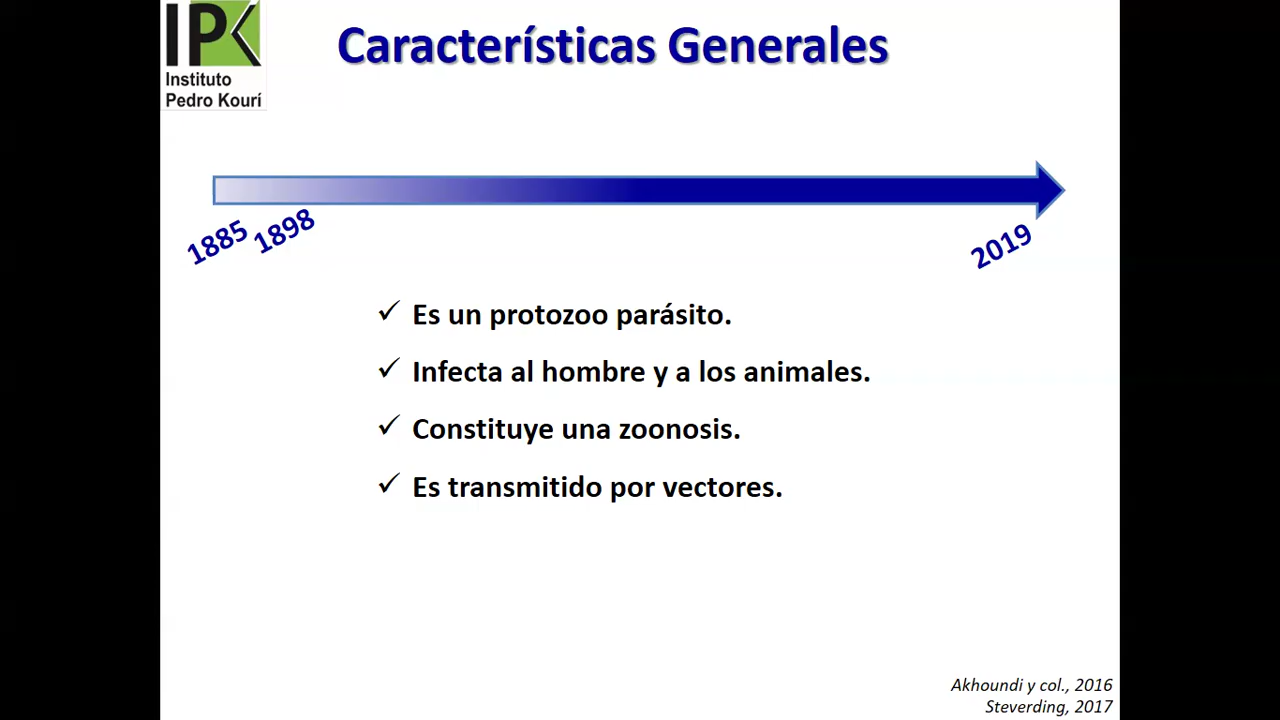 IPK
Instituto
Pedro Kourí
Características Generales
1885
1898
2019
✓ Es un protozoo parásito.
✓ Infecta al hombre y a los animales.
✓ Constituye una zoonosis.
✓ Es transmitido por vectores.
Akhoundi y col., 2016
Steverding, 2017